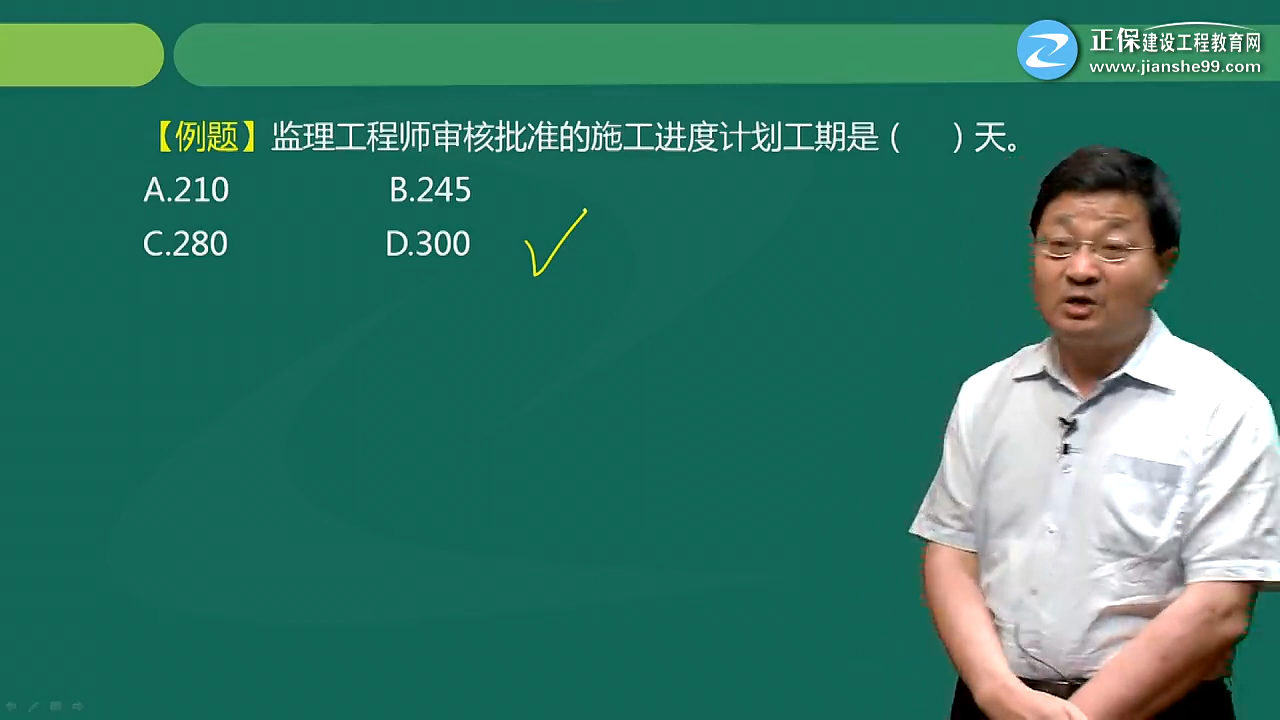 正保建设工程教育网
www.jianshe99.com
【例题】监理工程师审核批准的施工进度计划工期是（ ）天。
A.210 B.245
C.280 D.300